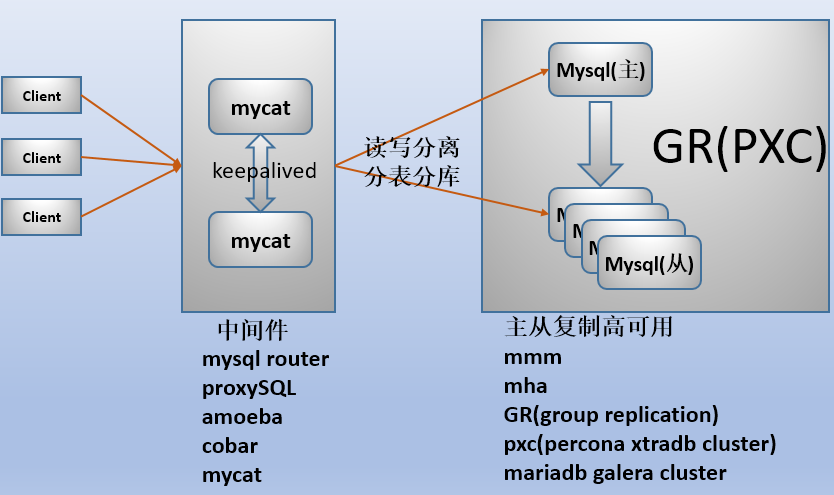 Client
Client
Client
mycat
keepalived
mycat
中间件
mysql router
proxySQL
amoeba
cobar
mycat
读写分离
分表分库
Mysql(主)
GR(PXC)
M
M
M
Mysql(从)
主从复制高可用
mmm
mha
GR(group replication)
pxc(percona xtradb cluster)
mariadb galera cluster